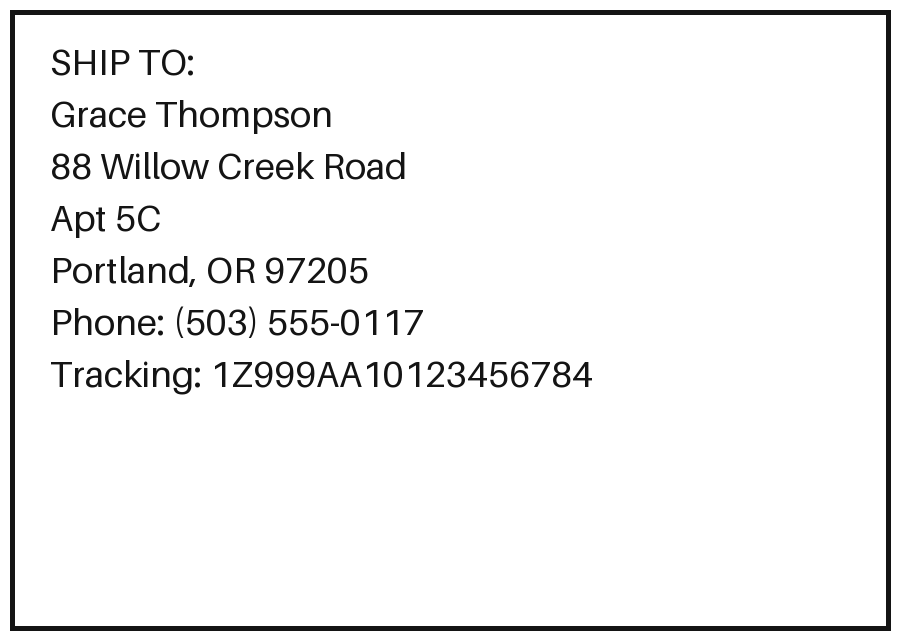 SHIP TO:
Grace Thompson
88 Willow Creek Road
Apt 5C
Portland, OR 97205
Phone: (503) 555-0117
Tracking: 1Z999AA10123456784